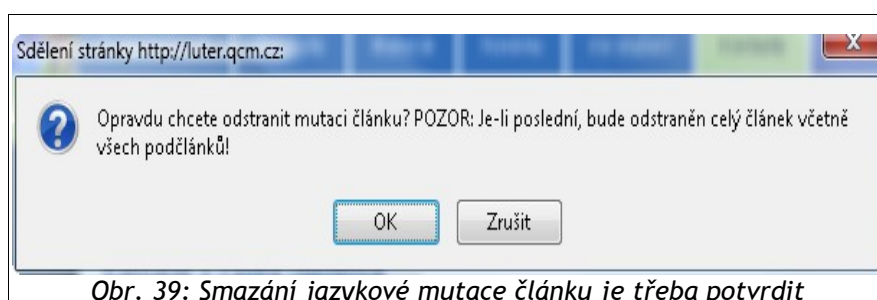 Sdělení stránky http://luter.qcm.cz:
Opravdu chcete odstranit mutaci článku? POZOR: Je-li poslední, bude odstraněn celý článek včetně
všech podčlánků!
OK
Zrušit
Obr. 39: Smazání jazykové mutace článku je třeba potvrdit